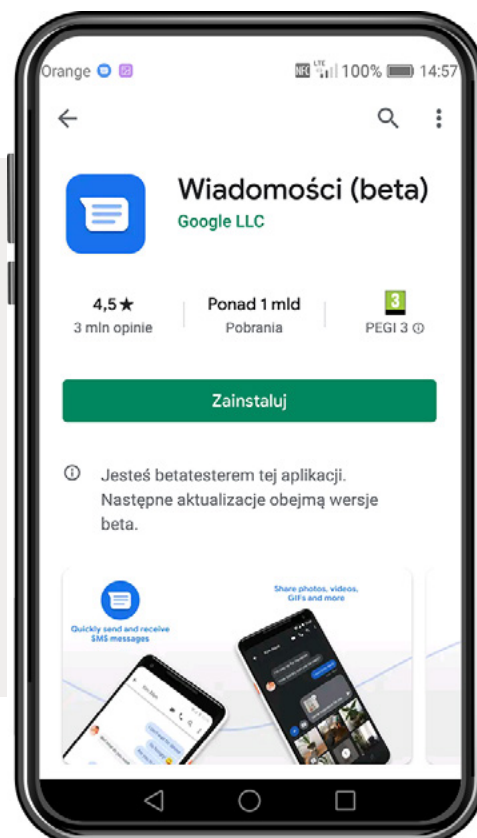 Orange NFC LTE 100% 14:57
Wiadomości (beta)
Google LLC
4,5★ Ponad 1 mld 3
3 mln opinie Pobrania PEGI 3
Zainstaluj
Jesteś betatesterem tej aplikacji.
Następne aktualizacje obejmą wersje
beta.
Quickly send and receive
SMS messages
Share photos, videos,
GIFs and more